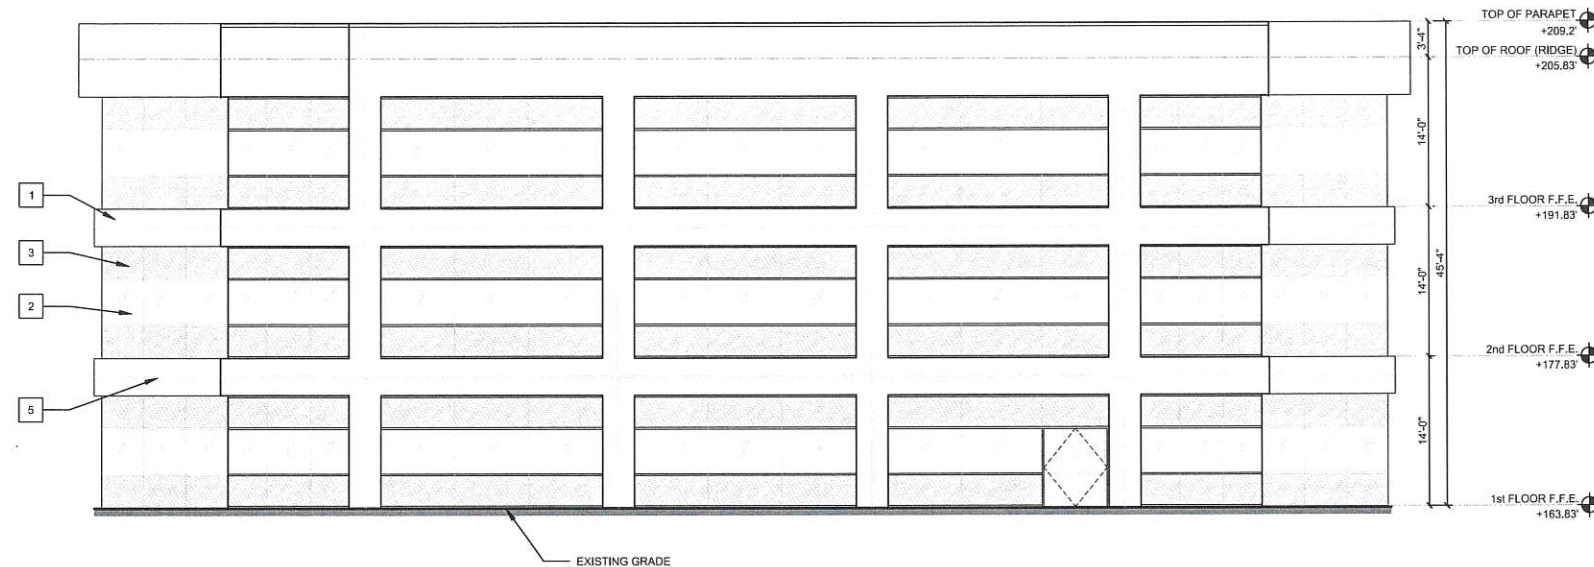 TOP OF PARAPET
+209.2'
3'-4"
TOP OF ROOF (RIDGE)
+205.83'
14'-0"
1
3rd FLOOR F.F.E.
+191.83'
3
14'-0"
45'-4"
2
2nd FLOOR F.F.E.
+177.83'
5
14'-0"
1st FLOOR F.F.E.
+163.83'
EXISTING GRADE